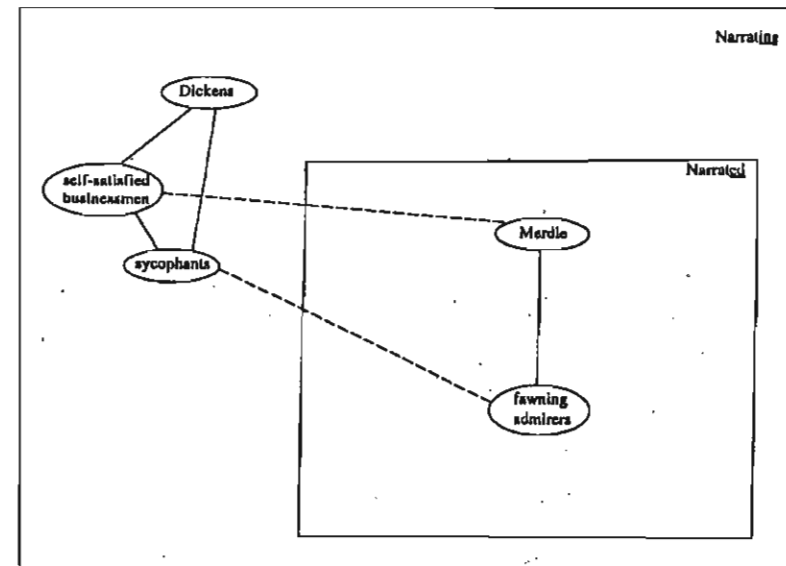 Narrating
Dickens
Narrated
self-satisfied
businessmen
Merdle
sycophants
fawning
admirers